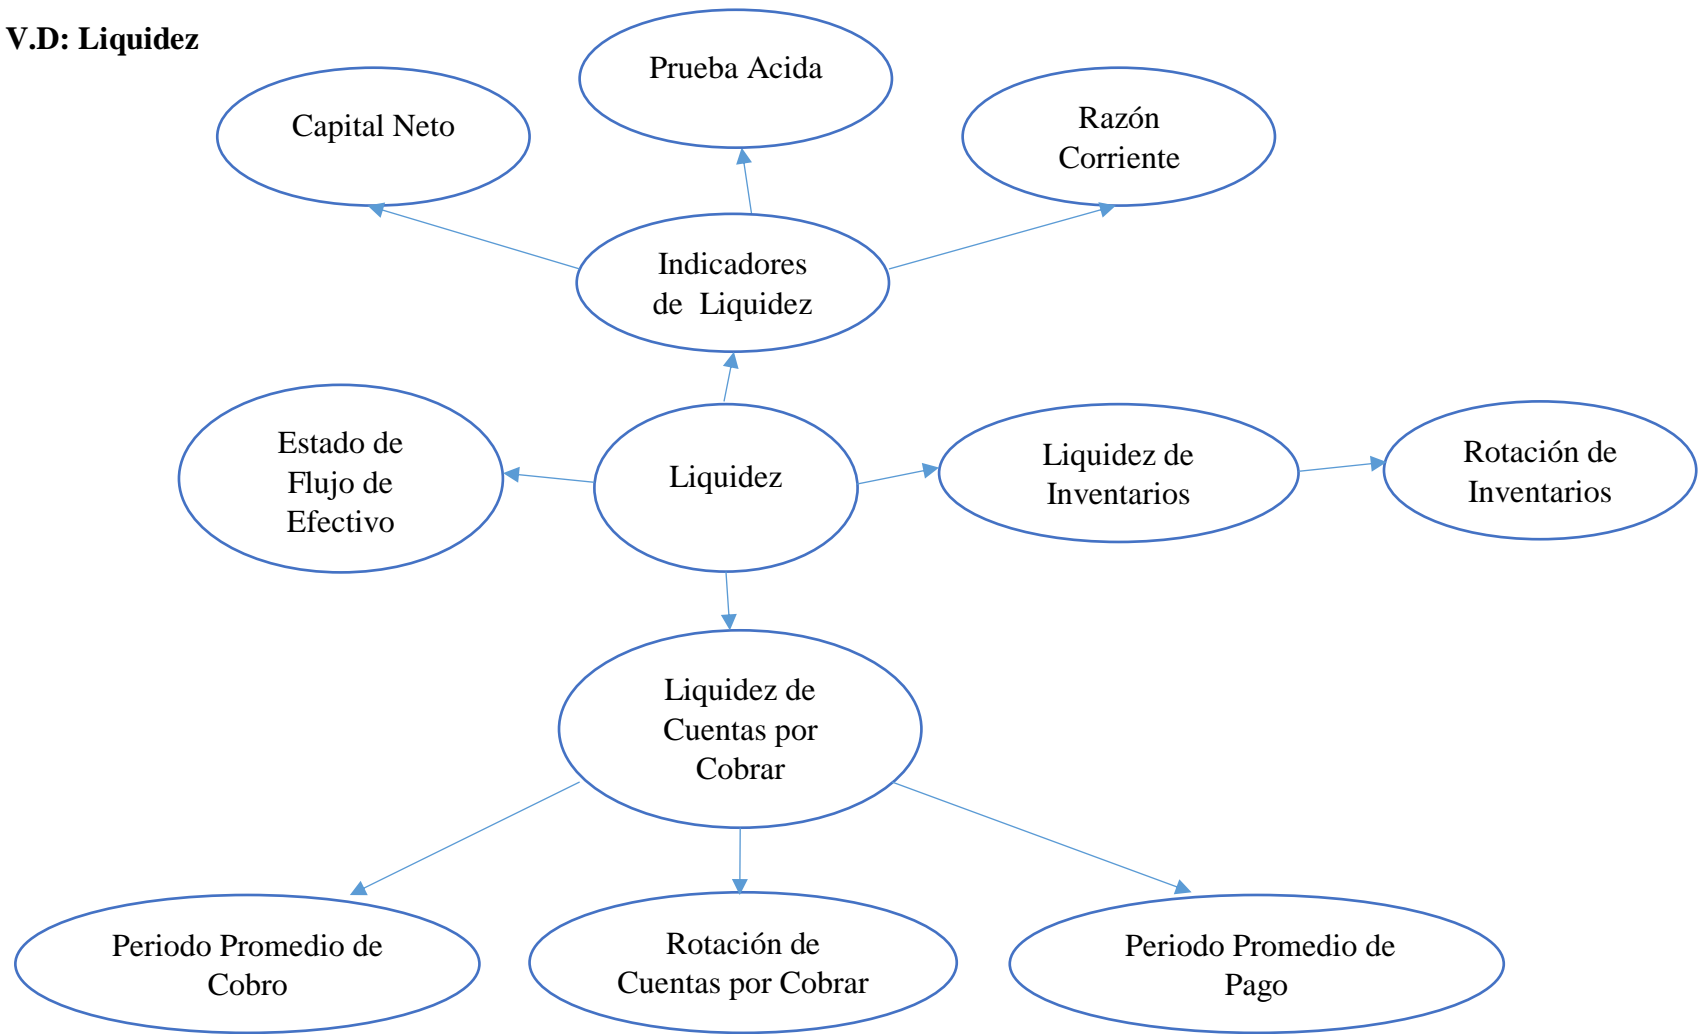 V.D: Liquidez
Prueba Acida
Capital Neto
Razón
Corriente
Indicadores
de  Liquidez
Estado de
Flujo de
Efectivo
Liquidez
Liquidez de
Inventarios
Rotación de
Inventarios
Liquidez de
Cuentas por
Cobrar
Periodo Promedio de
Cobro
Rotación de
Cuentas por Cobrar
Periodo Promedio de
Pago